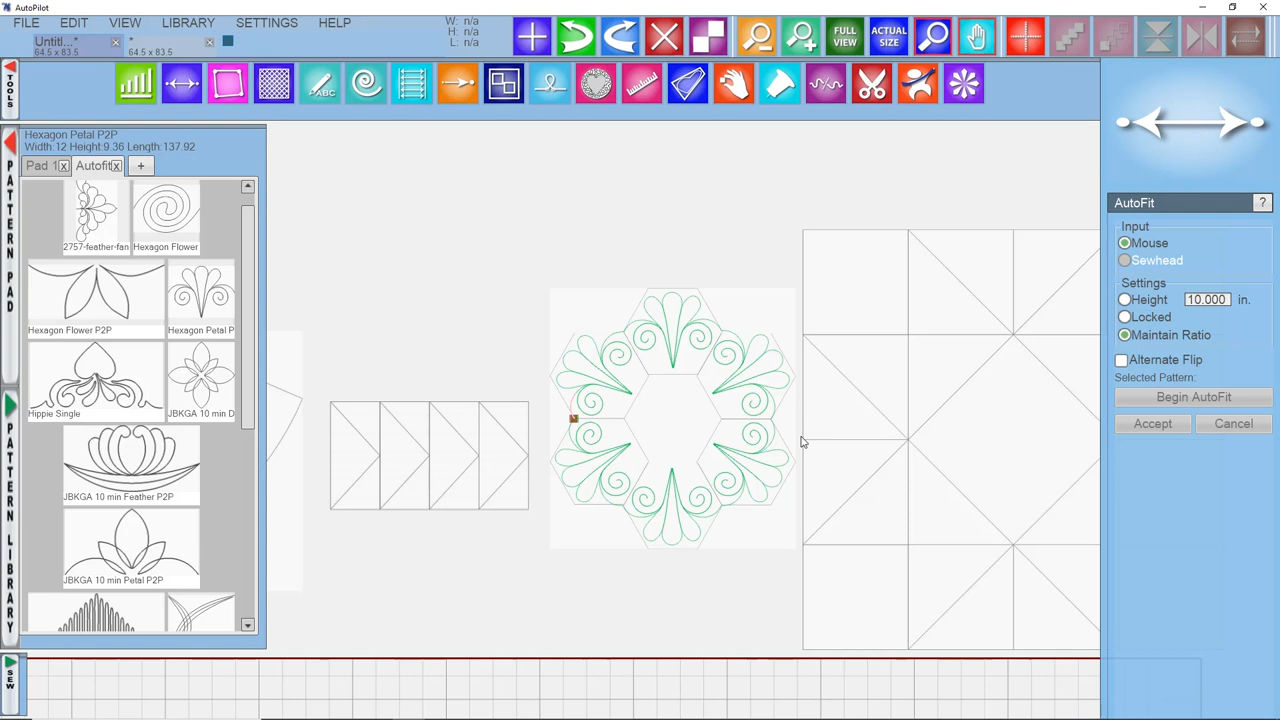 AutoPilot
FILE EDIT VIEW LIBRARY SETTINGS HELP
W: n/a
H: n/a
L: n/a
Untitl...* x
64.5 x 83.5
* x
64.5 x 83.5
FULL VIEW
ACTUAL SIZE
TOOLS
ABC
PATTERN PAD
PATTERN LIBRARY
SEW
Hexagon Petal P2P
Width:12 Height:9.36 Length:137.92
Pad 1 x Autofit x +
2757-feather-fan Hexagon Flower
Hexagon Flower P2P Hexagon Petal P
Hippie Single JBKGA 10 min D
JBKGA 10 min Feather P2P
JBKGA 10 min Petal P2P
AutoFit ?
Input
Mouse
Sewhead
Settings
Height 10.000 in.
Locked
Maintain Ratio
Alternate Flip
Selected Pattern:
Begin AutoFit
Accept Cancel